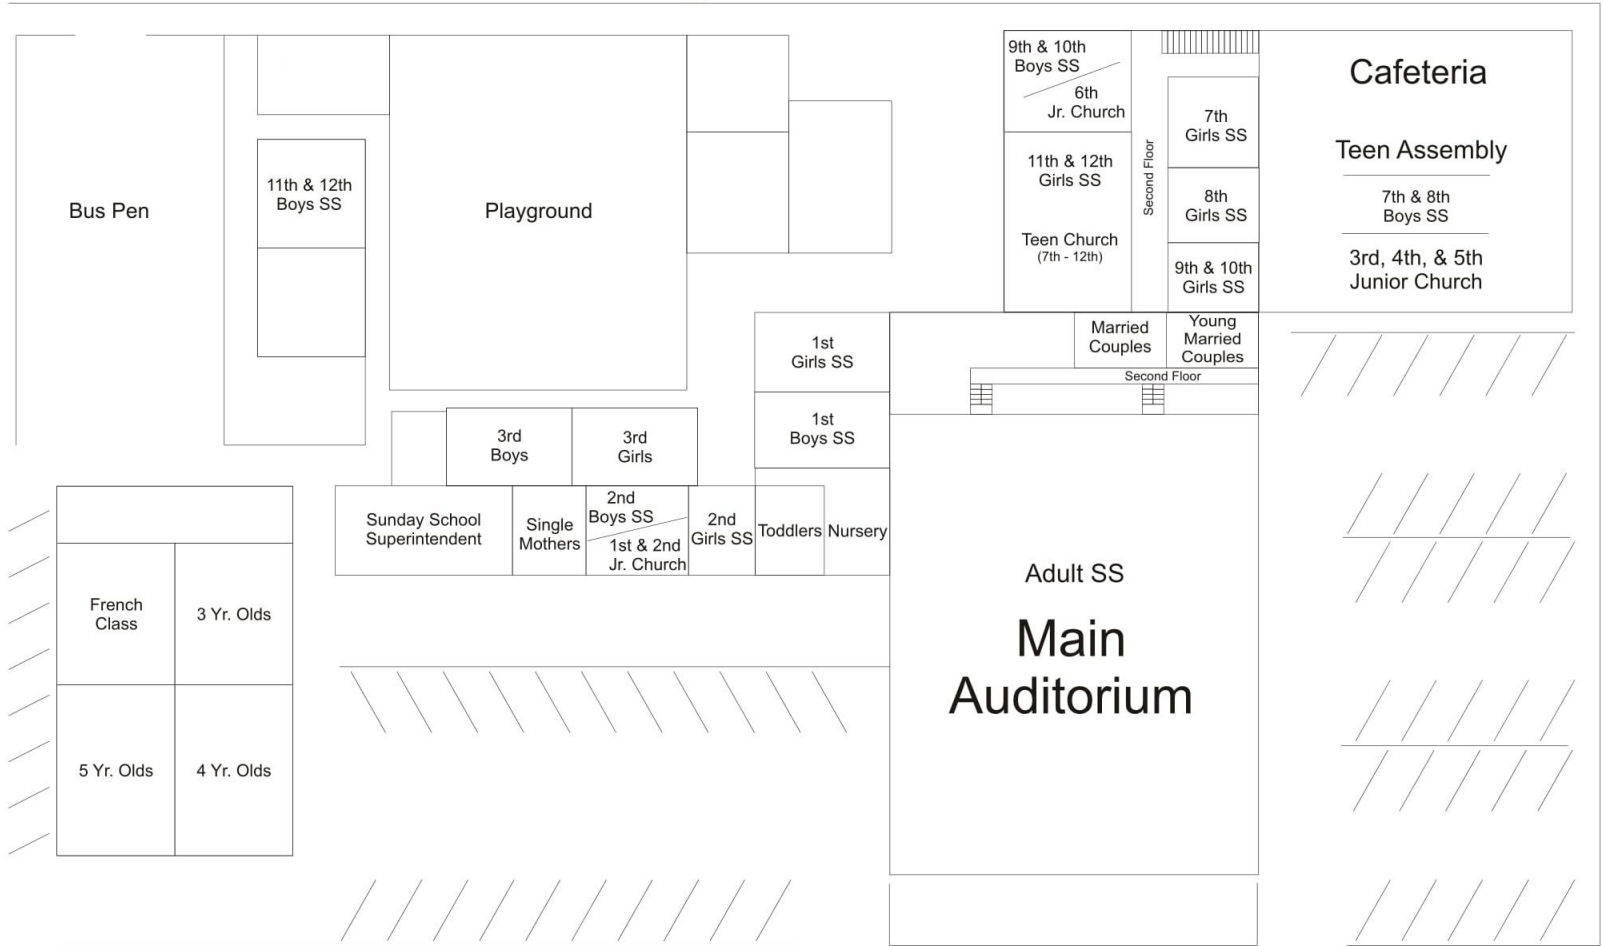 9th & 10th
Boys SS
6th
Jr. Church
Cafeteria
7th
Girls SS
Teen Assembly
11th & 12th
Girls SS
Second Floor
11th & 12th
Boys SS
8th
Girls SS
7th & 8th
Boys SS
Bus Pen
Playground
Teen Church
(7th - 12th)
9th & 10th
Girls SS
3rd, 4th, & 5th
Junior Church
1st
Girls SS
Married
Couples
Young
Married
Couples
Second Floor
1st
Boys SS
3rd
Boys
3rd
Girls
Sunday School
Superintendent
Single
Mothers
2nd
Boys SS
1st & 2nd
Jr. Church
2nd
Girls SS
Toddlers
Nursery
Adult SS
Main
Auditorium
French
Class
3 Yr. Olds
5 Yr. Olds
4 Yr. Olds